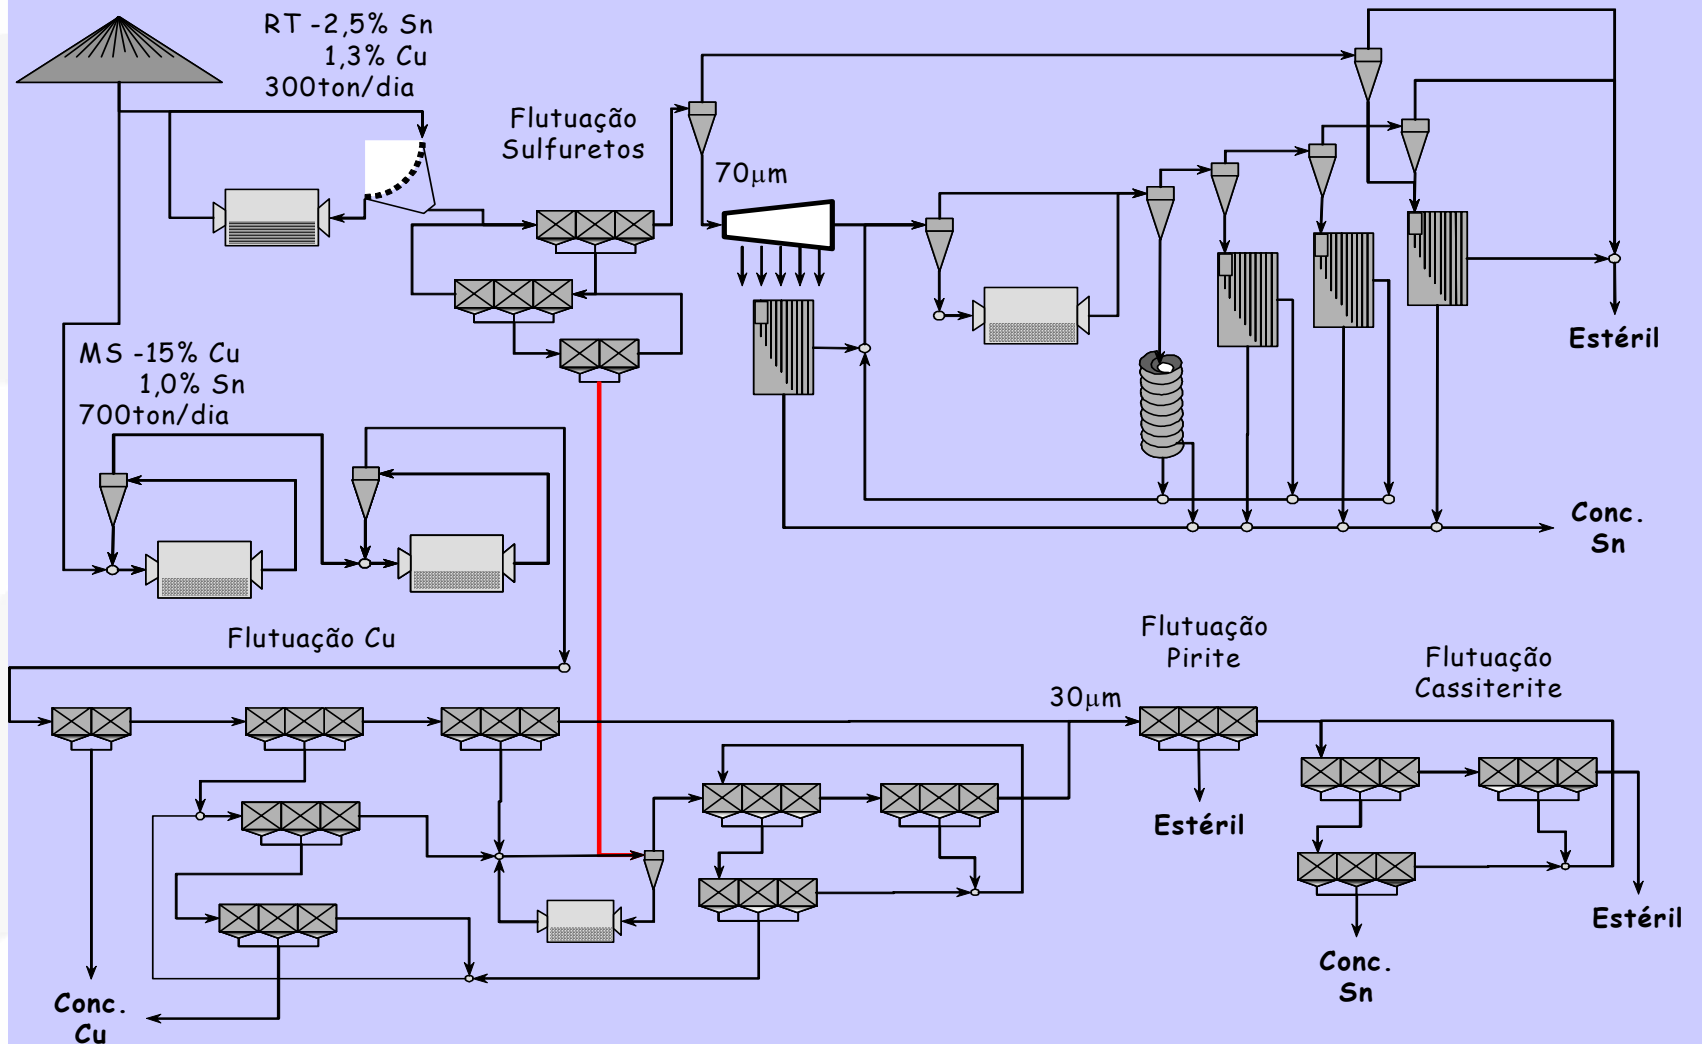 RT -2,5% Sn
1,3% Cu
300ton/dia
Flutuação
Sulfuretos
70µm
Estéril
MS -15% Cu
1,0% Sn
700ton/dia
Conc.
Sn
Flutuação Cu
Flutuação
Pirite
Flutuação
Cassiterite
30µm
Estéril
Estéril
Conc.
Sn
Conc.
Cu